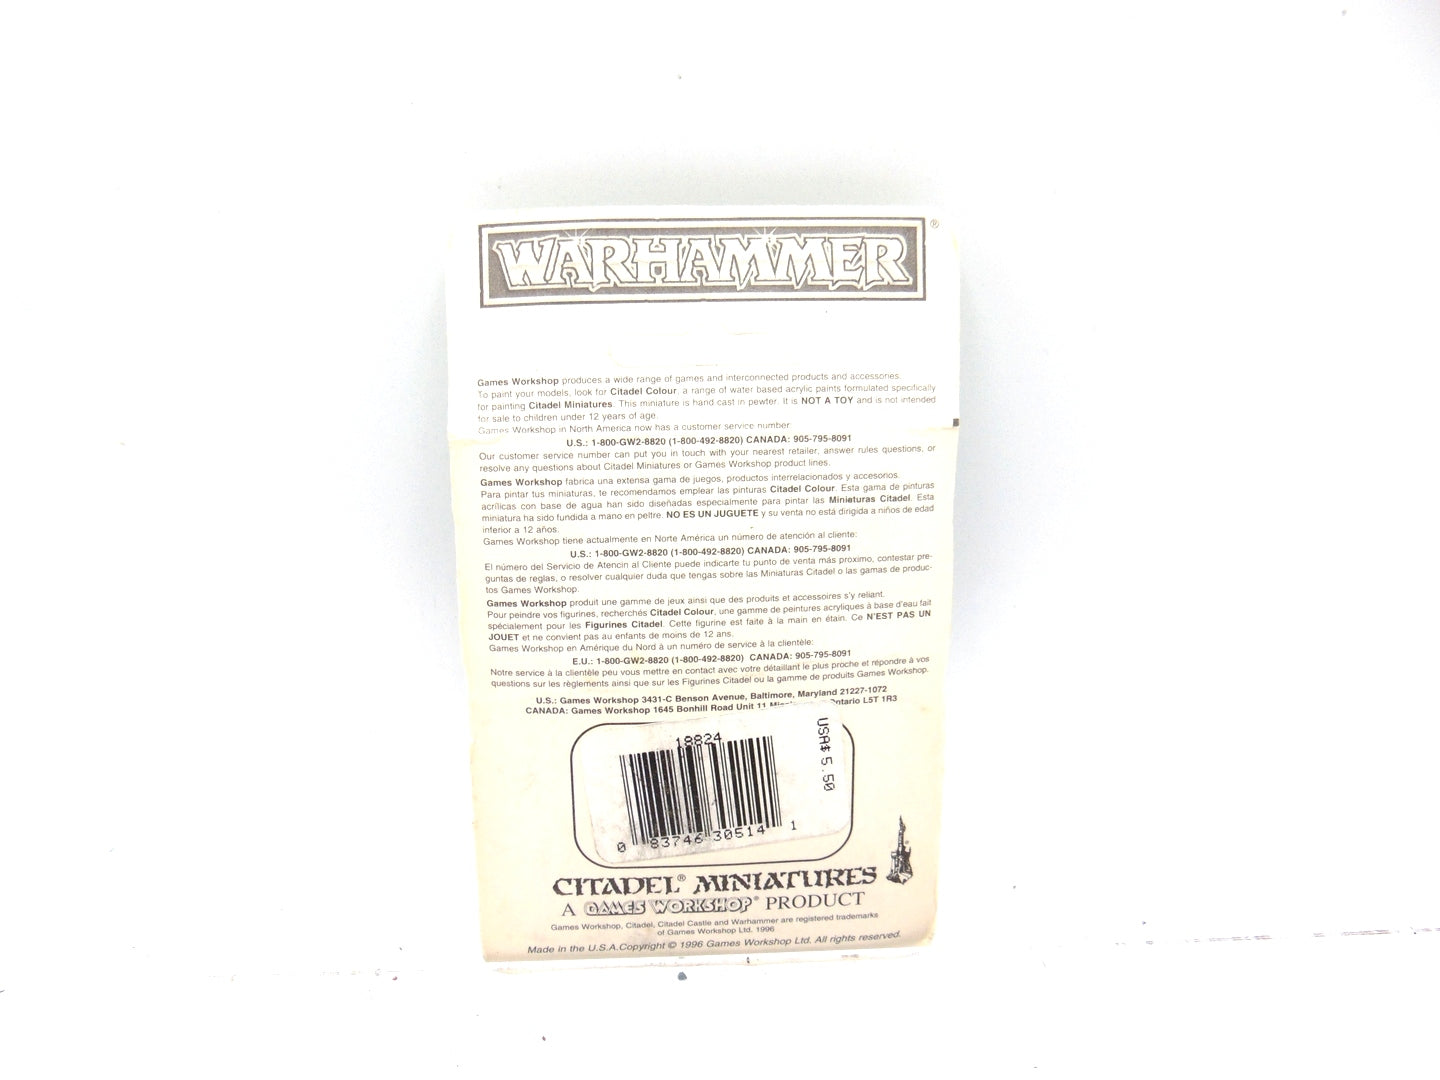 WARHAMMER®
Games Workshop produces a wide range of games and interconnected products and accessories.
To paint your models, look for Citadel Colour, a range of water based acrylic paints formulated specifically
for painting Citadel Miniatures. This miniature is hand cast in pewter. It is NOT A TOY and is not intended
for sale to children under 12 years of age.
Games Workshop in North America now has a customer service number:
U.S.: 1-800-GW2-8820 (1-800-492-8820) CANADA: 905-795-8091
Our customer service number can put you in touch with your nearest retailer, answer rules questions, or
resolve any questions about Citadel Miniatures or Games Workshop product lines.
Games Workshop fabrica una extensa gama de juegos, productos interrelacionados y accesorios.
Para pintar tus miniaturas, te recomendamos emplear las pinturas Citadel Colour. Esta gama de pinturas
acrílicas con base de agua han sido diseñadas especialmente para pintar las Miniaturas Citadel. Esta
miniatura ha sido fundida a mano en peltre. NO ES UN JUGUETE y su venta no está dirigida a niños de edad
inferior a 12 años.
Games Workshop tiene actualmente en Norte América un número de atención al cliente:
U.S.: 1-800-GW2-8820 (1-800-492-8820) CANADA: 905-795-8091
El número del Servicio de Atencin al Cliente puede indicarte tu punto de venta más próximo, contestar pre-
guntas de reglas, o resolver cualquier duda que tengas sobre las Miniaturas Citadel o las gamas de produc-
tos Games Workshop.
Games Workshop produit une gamme de jeux ainsi que des produits et accessoires s'y reliant.
Pour peindre vos figurines, recherchés Citadel Colour, une gamme de peintures acryliques à base d'eau fait
spécialement pour les Figurines Citadel. Cette figurine est faite à la main en étain. Ce N'EST PAS UN
JOUET et ne convient pas au enfants de moins de 12 ans.
Games Workshop en Amérique du Nord à un numéro de service à la clientèle:
E.U.: 1-800-GW2-8820 (1-800-492-8820) CANADA: 905-795-8091
Notre service à la clientèle peu vous mettre en contact avec votre détaillant le plus proche et répondre à vos
questions sur les règlements ainsi que sur les Figurines Citadel ou la gamme de produits Games Workshop.
U.S.: Games Workshop 3431-C Benson Avenue, Baltimore, Maryland 21227-1072
CANADA: Games Workshop 1645 Bonhill Road Unit 11 Ontario L5T 1R3
18824
USA$ 5.50
0 83746 30514 1
CITADEL® MINIATURES
A GAMES WORKSHOP® PRODUCT
Games Workshop, Citadel, Citadel Castle and Warhammer are registered trademarks
of Games Workshop Ltd. 1996
Made in the U.S.A. Copyright © 1996 Games Workshop Ltd. All rights reserved.